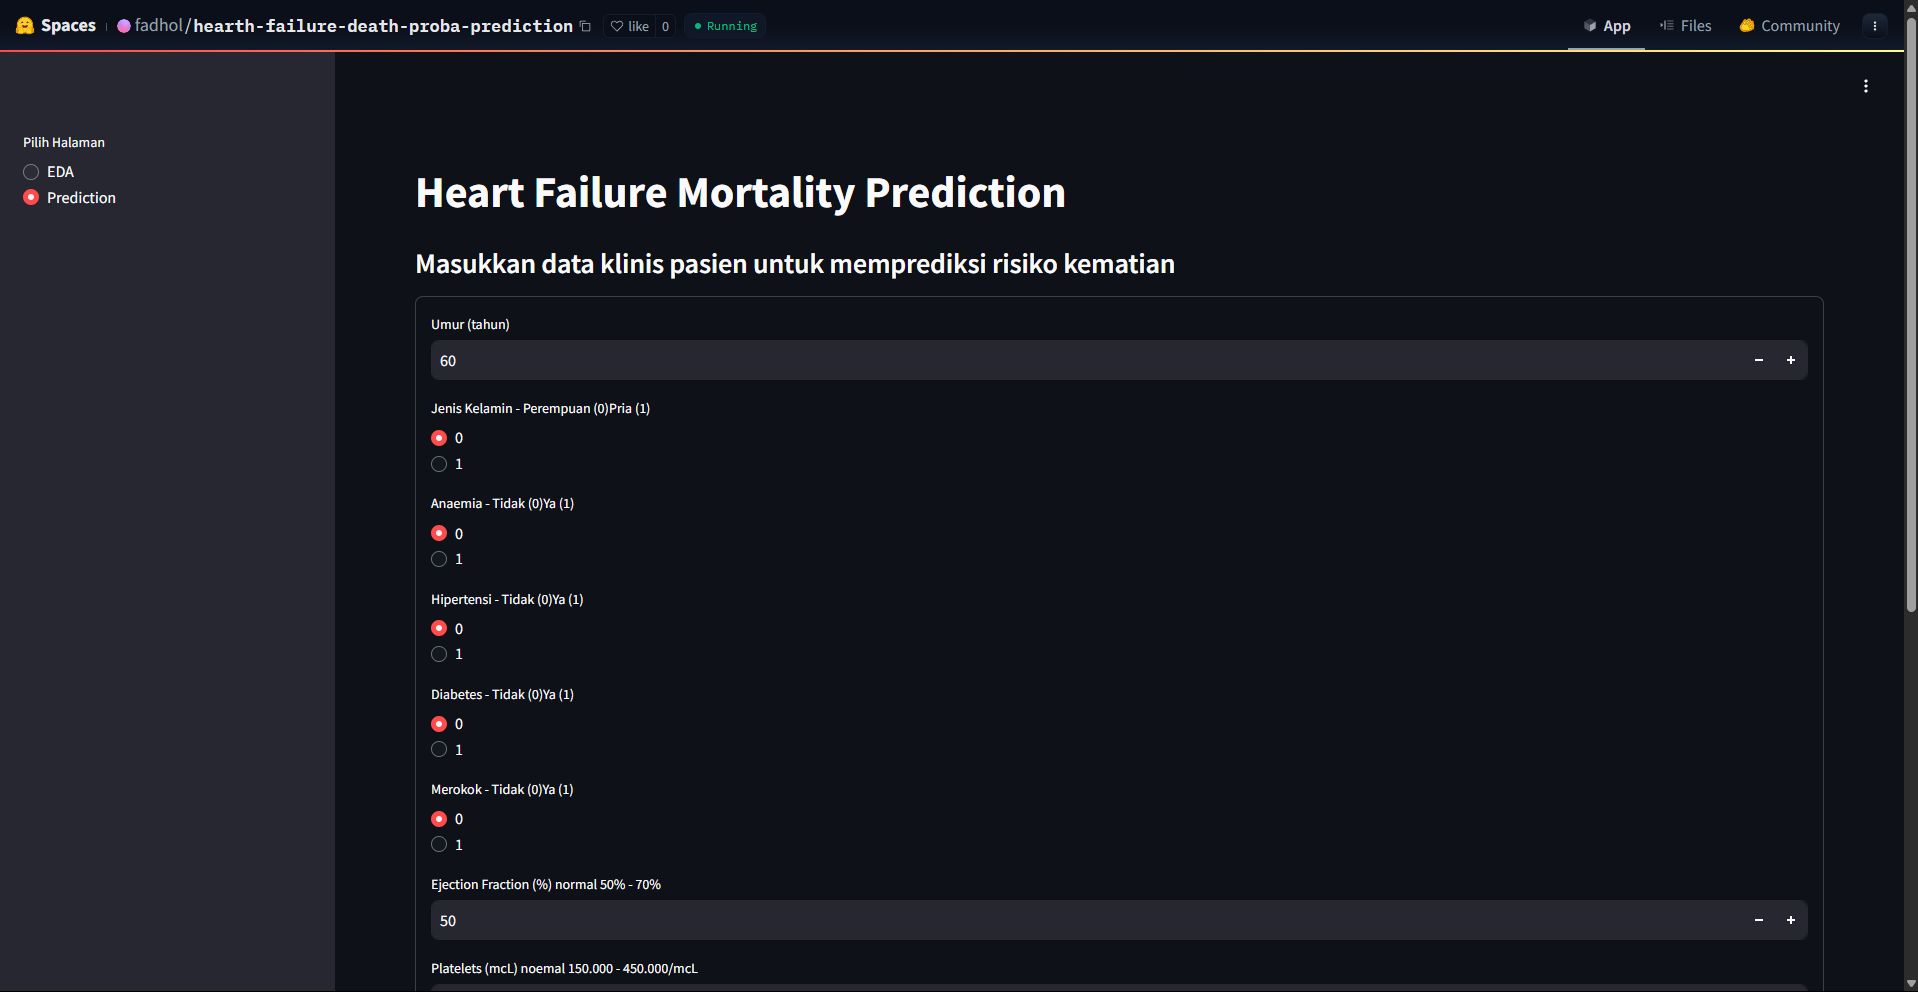 Spaces
fadhol/hearth-failure-death-proba-prediction
like 0
Running
App
Files
Community
Pilih Halaman
EDA
Prediction
Heart Failure Mortality Prediction
Masukkan data klinis pasien untuk memprediksi risiko kematian
Umur (tahun)
60
Jenis Kelamin - Perempuan (0)Pria (1)
0
1
Anaemia - Tidak (0)Ya (1)
0
1
Hipertensi - Tidak (0)Ya (1)
0
1
Diabetes - Tidak (0)Ya (1)
0
1
Merokok - Tidak (0)Ya (1)
0
1
Ejection Fraction (%) normal 50% - 70%
50
Platelets (mcL) noemal 150.000 - 450.000/mcL